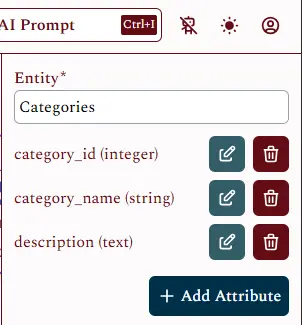 AI Prompt Ctrl+I
Entity*
Categories
category_id (integer)
category_name (string)
description (text)
+ Add Attribute